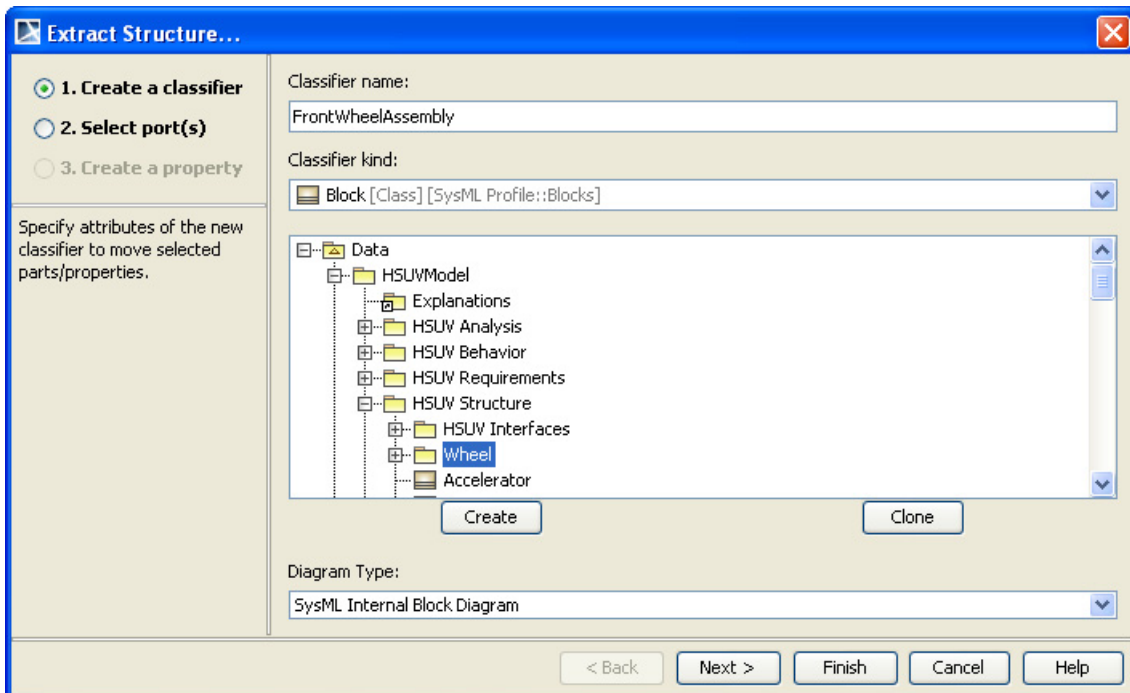 Extract Structure...
1. Create a classifier
2. Select port(s)
3. Create a property
Specify attributes of the new
classifier to move selected
parts/properties.
Classifier name:
FrontWheelAssembly
Classifier kind:
Block [Class] [SysML Profile::Blocks]
Data
HSUVModel
Explanations
HSUV Analysis
HSUV Behavior
HSUV Requirements
HSUV Structure
HSUV Interfaces
Wheel
Accelerator
Create
Clone
Diagram Type:
SysML Internal Block Diagram
< Back
Next >
Finish
Cancel
Help